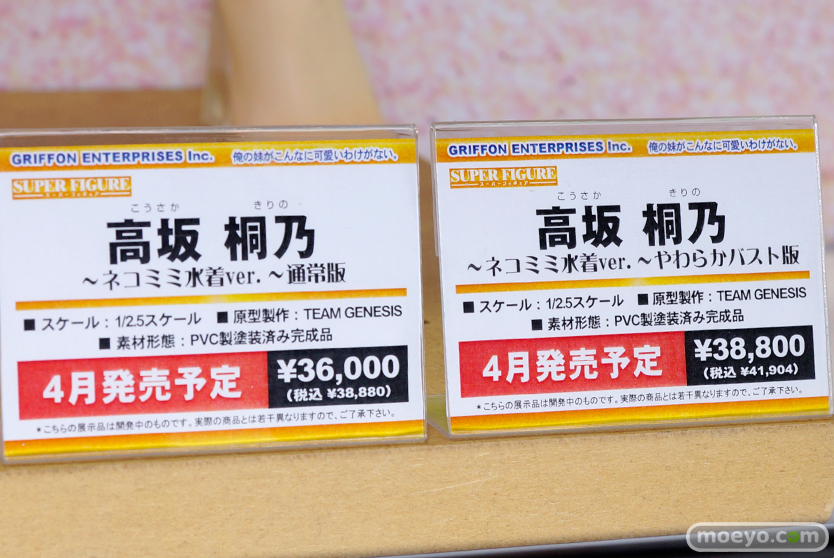 GRIFFON ENTERPRISES Inc. 俺の妹がこんなに可愛いわけがない。
SUPER FIGURE
スーパーフィギュア
こうさか きりの
高坂 桐乃
～ネコミミ水着ver.～通常版
■ スケール：1/2.5スケール ■ 原型製作：TEAM GENESIS
■ 素材形態：PVC製塗装済み完成品
4月発売予定
¥36,000
(税込 ¥38,880)
＊こちらの展示品は開発中のものです。実際の商品とは若干異なりますので、ご了承下さい。
GRIFFON ENTERPRISES Inc. 俺の妹がこんなに可愛いわけがない。
SUPER FIGURE
スーパーフィギュア
こうさか きりの
高坂 桐乃
～ネコミミ水着ver.～やわらかバスト版
■ スケール：1/2.5スケール ■ 原型製作：TEAM GENESIS
■ 素材形態：PVC製塗装済み完成品
4月発売予定
¥38,800
(税込 ¥41,904)
＊こちらの展示品は開発中のものです。実際の商品とは若干異なりますので、ご了承下さい。
moeyo.com